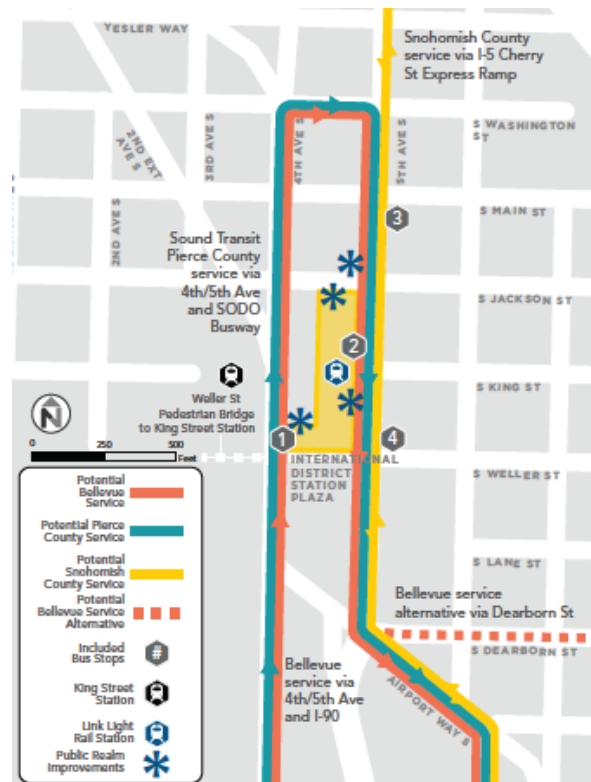 YESLER WAY
Snohomish County
service via I-5 Cherry
St Express Ramp
2ND EXT
AVE S
3RD AVE S
4TH AVE S
5TH AVE S
S WASHINGTON
ST
2ND AVE S
3
S MAIN ST
Sound Transit
Pierce County
service via
4th/5th Ave
and SODO
Busway
S JACKSON ST
2
Weller St
Pedestrian Bridge
to King Street Station
S KING ST
N
0 250 500
Feet
1
4
INTERNATIONAL
DISTRICT
STATION
PLAZA
S WELLER ST
S LANE ST
Bellevue service
alternative via Dearborn St
S DEARBORN ST
Bellevue
service via
4th/5th Ave
and I-90
AIRPORT WAY S
Potential
Bellevue
Service
Potential Pierce
County Service
Potential
Snohomish
County Service
Potential
Bellevue Service
Alternative
Included
Bus Stops
#
King Street
Station
Link Light
Rail Station
Public Realm
Improvements